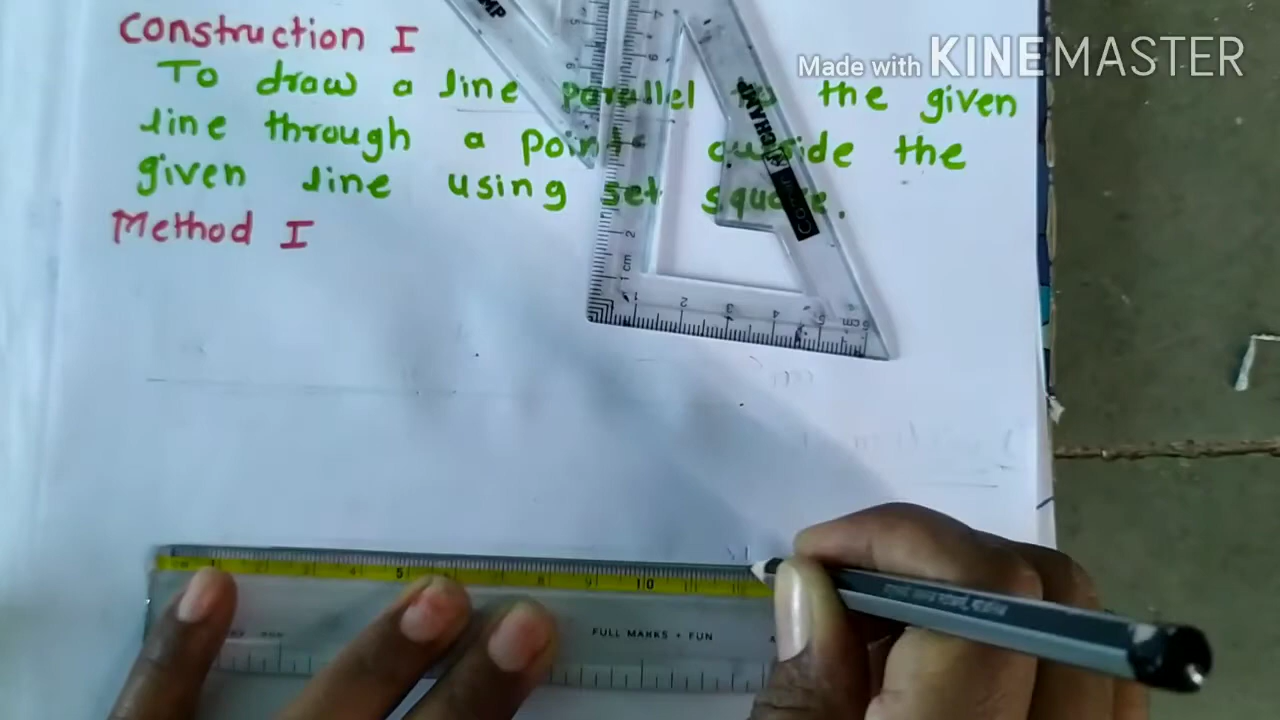 Construction I
To draw a line parallel to the given
line through a point outside the
given line using set square.
Method I
Made with KINEMASTER
FULL MARKS + FUN